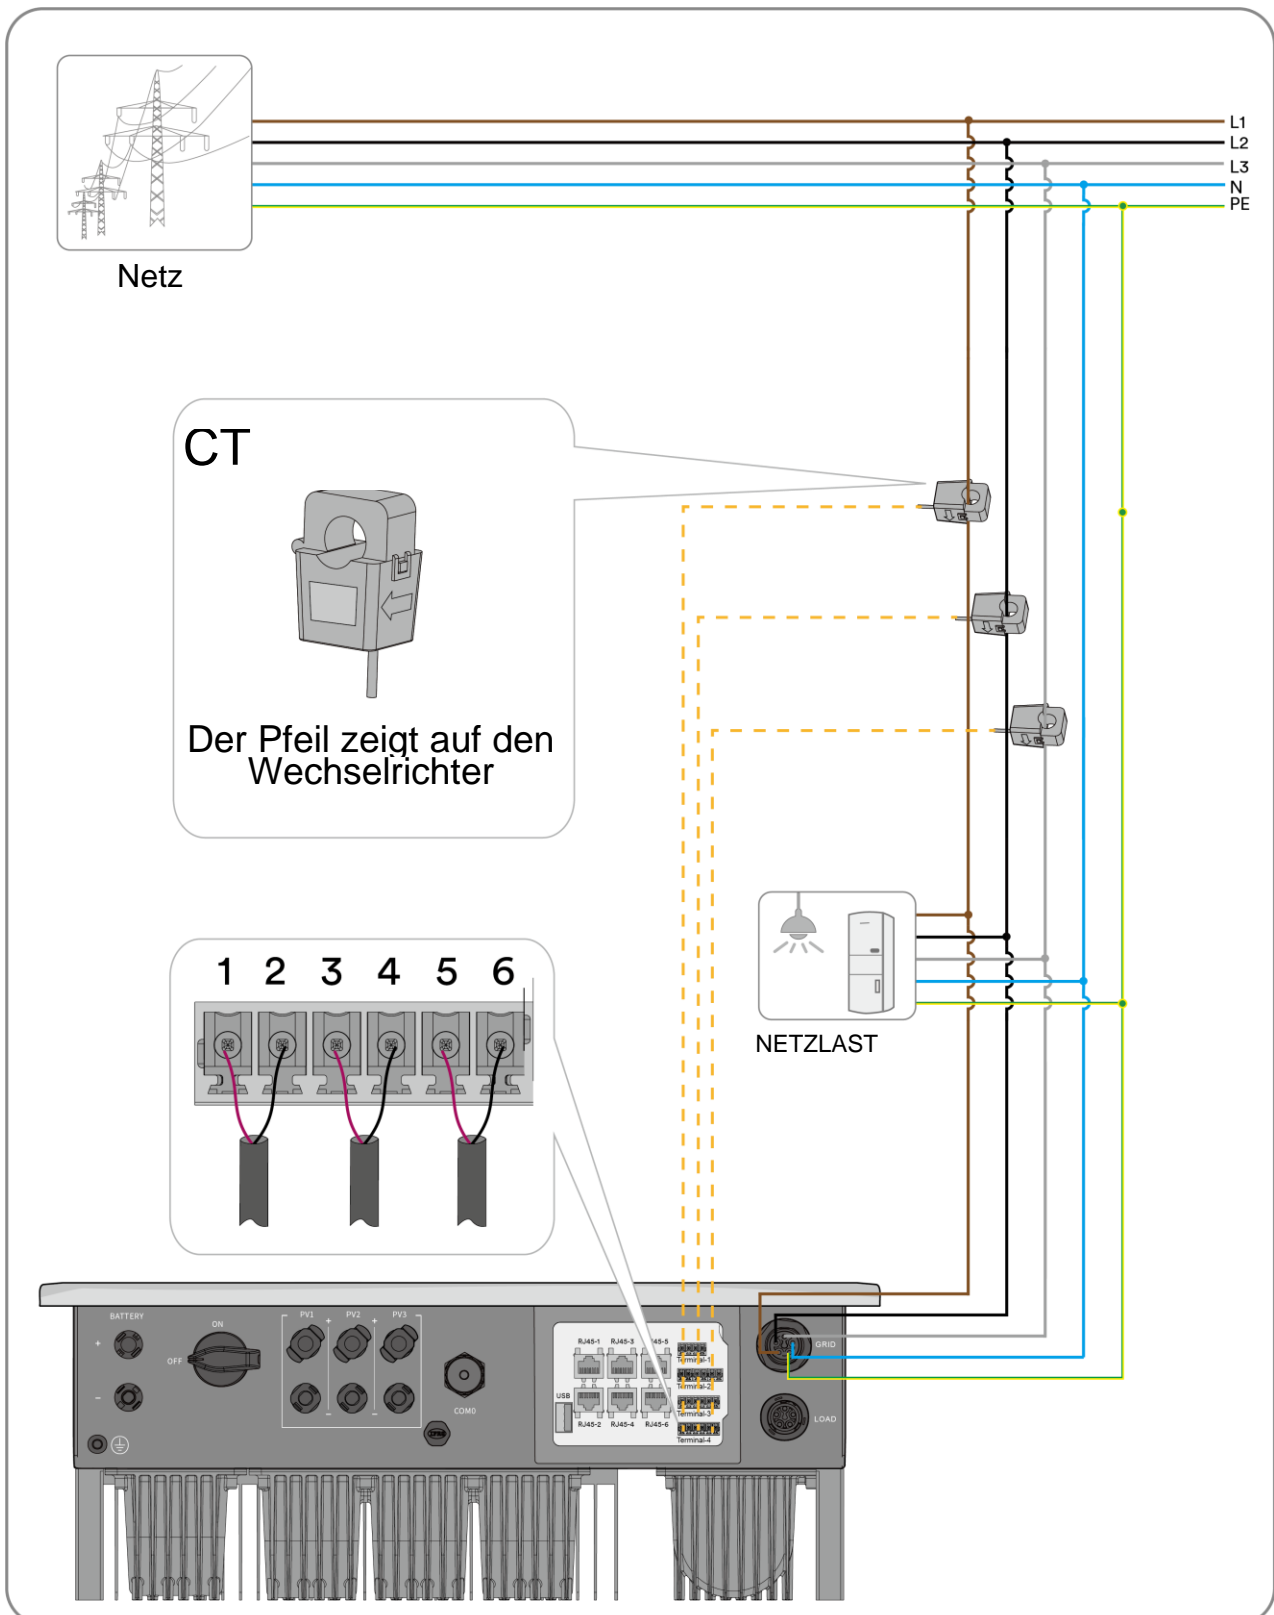 L1
L2
L3
N
PE
Netz
CT
Der Pfeil zeigt auf den
Wechselrichter
1 2 3 4 5 6
NETZLAST
BATTERY
+
−
ON
OFF
PV1 + PV2 + PV3
− −
COM0
RJ45-1 RJ45-3 RJ45-5
USB
RJ45-2 RJ45-4 RJ45-6
Terminal-1
Terminal-2
Terminal-3
Terminal-4
GRID
LOAD